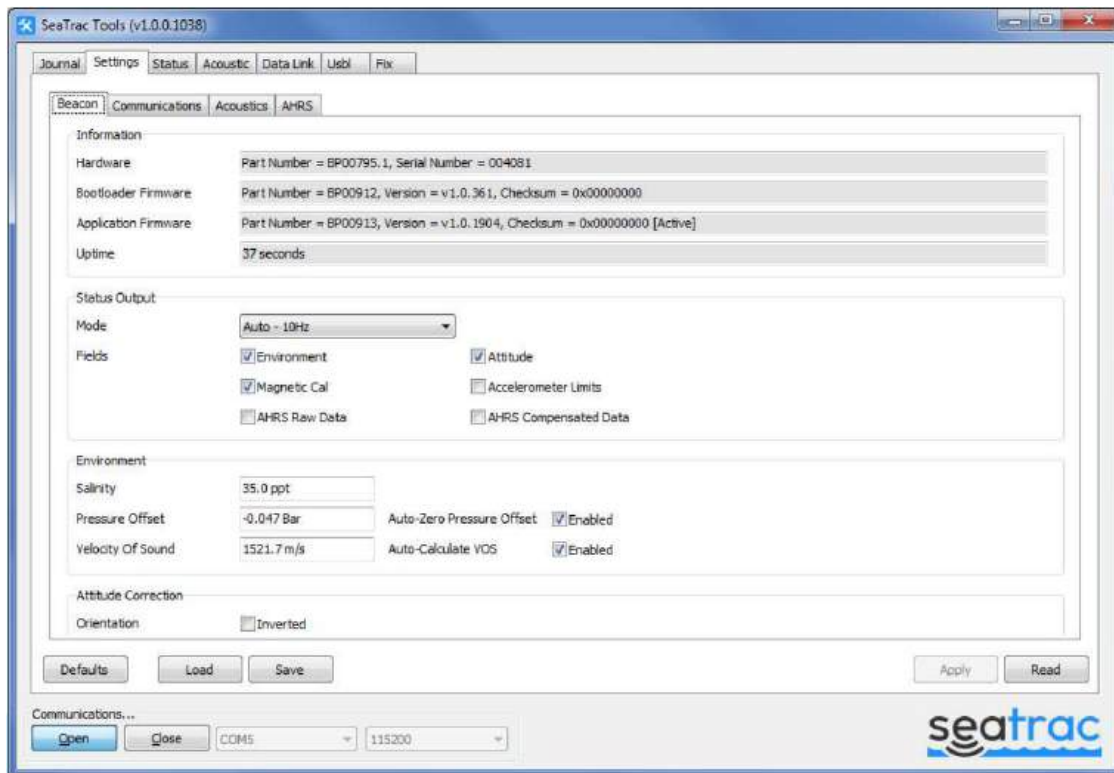 SeaTrac Tools (v1.0.0.1038)
Journal Settings Status Acoustic Data Link Usbl Fix
Beacon Communications Acoustics AHRS
Information
Hardware Part Number = BP00795.1, Serial Number = 004081
Bootloader Firmware Part Number = BP00912, Version = v1.0.361, Checksum = 0x00000000
Application Firmware Part Number = BP00913, Version = v1.0.1904, Checksum = 0x00000000 [Active]
Uptime 37 seconds
Status Output
Mode Auto - 10Hz
Fields Environment Attitude
Magnetic Cal Accelerometer Limits
AHRS Raw Data AHRS Compensated Data
Environment
Salinity 35.0 ppt
Pressure Offset -0.047 Bar Auto-Zero Pressure Offset Enabled
Velocity Of Sound 1521.7 m/s Auto-Calculate VOS Enabled
Attitude Correction
Orientation Inverted
Defaults Load Save Apply Read
Communications...
Open Close COM5 115200
seatrac